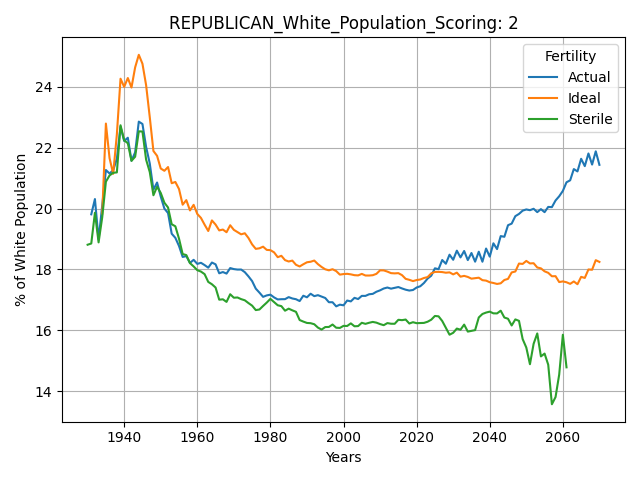 REPUBLICAN_White_Population_Scoring: 2
Fertility
Actual
Ideal
Sterile
% of White Population
24
22
20
18
16
14
1940 1960 1980 2000 2020 2040 2060
Years